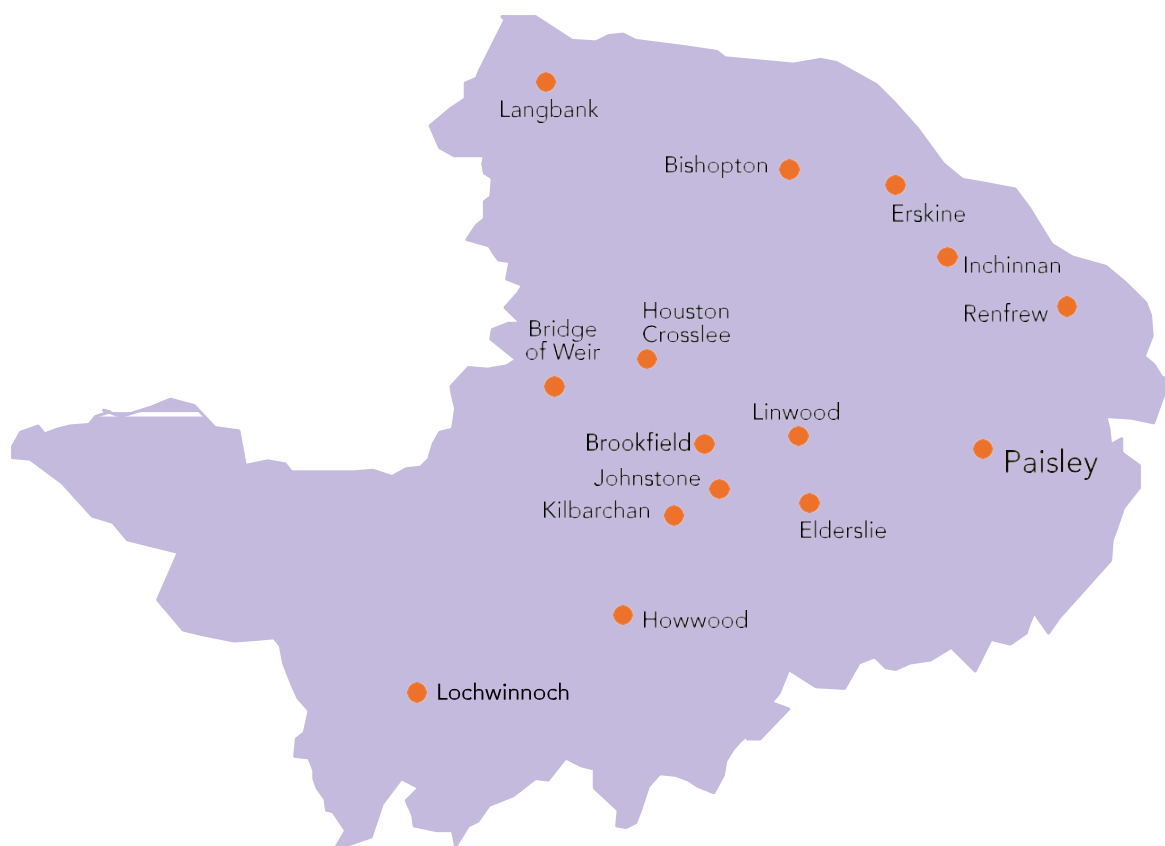 Langbank
Bishopton
Erskine
Inchinnan
Renfrew
Houston
Crosslee
Bridge
of Weir
Linwood
Brookfield
Paisley
Johnstone
Kilbarchan
Elderslie
Howwood
Lochwinnoch